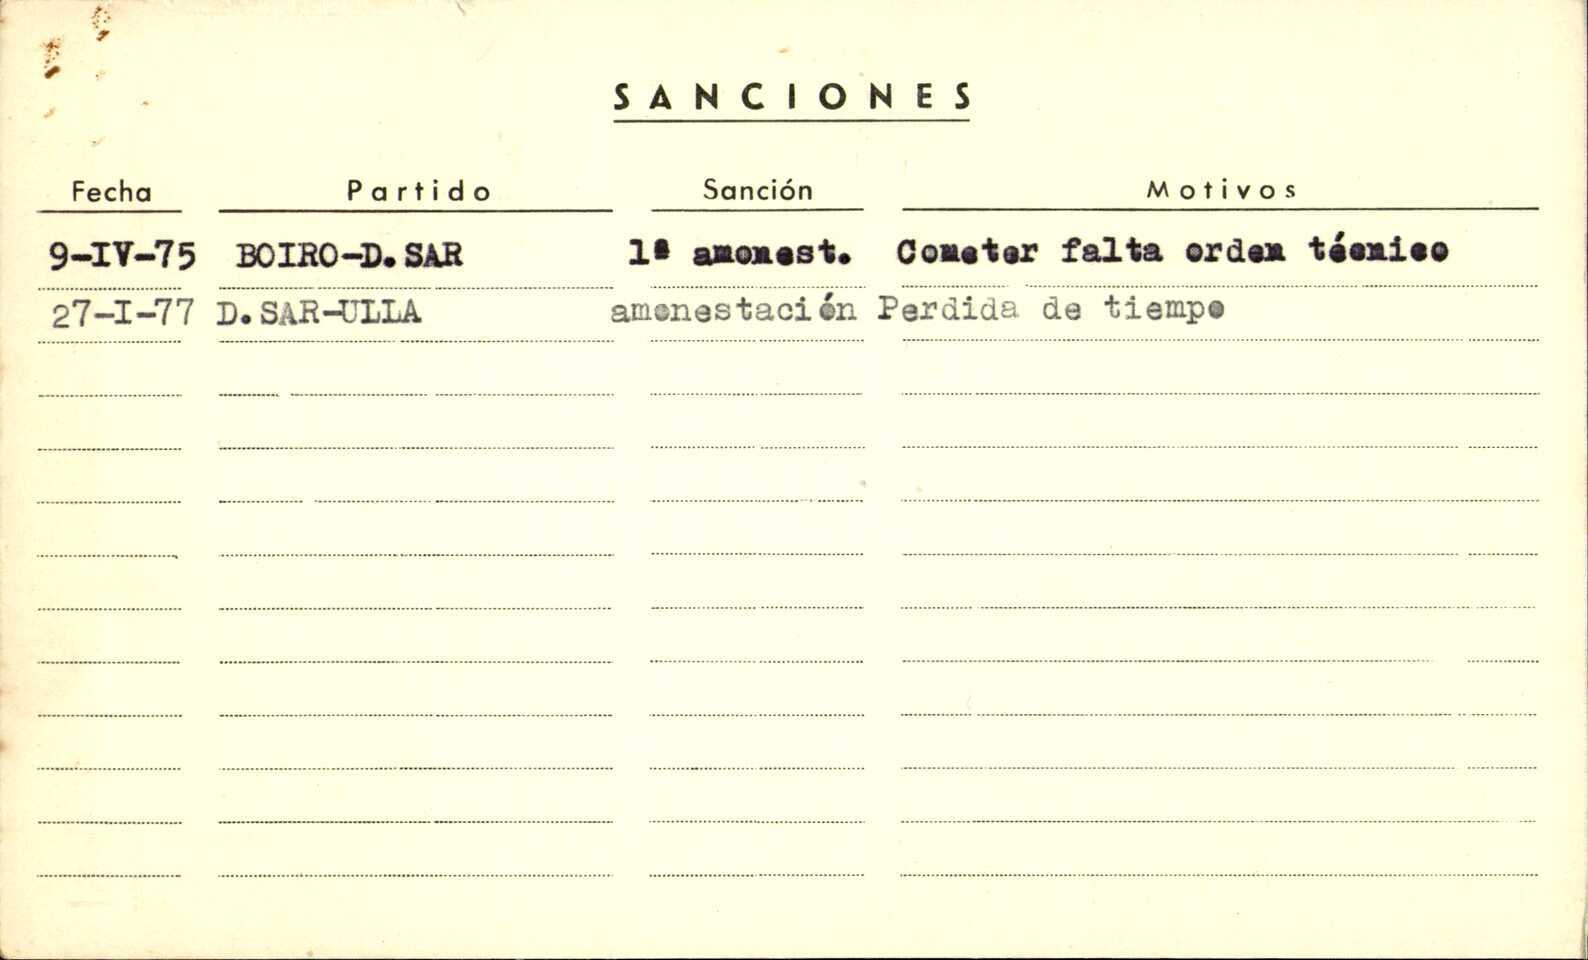 SANCIONES
Fecha Partido Sanción Motivos
9-IV-75 BOIRO-D.SAR 1ª amonest. Cometer falta orden técnico
27-I-77 D.SAR-ULLA amonestación Perdida de tiempo